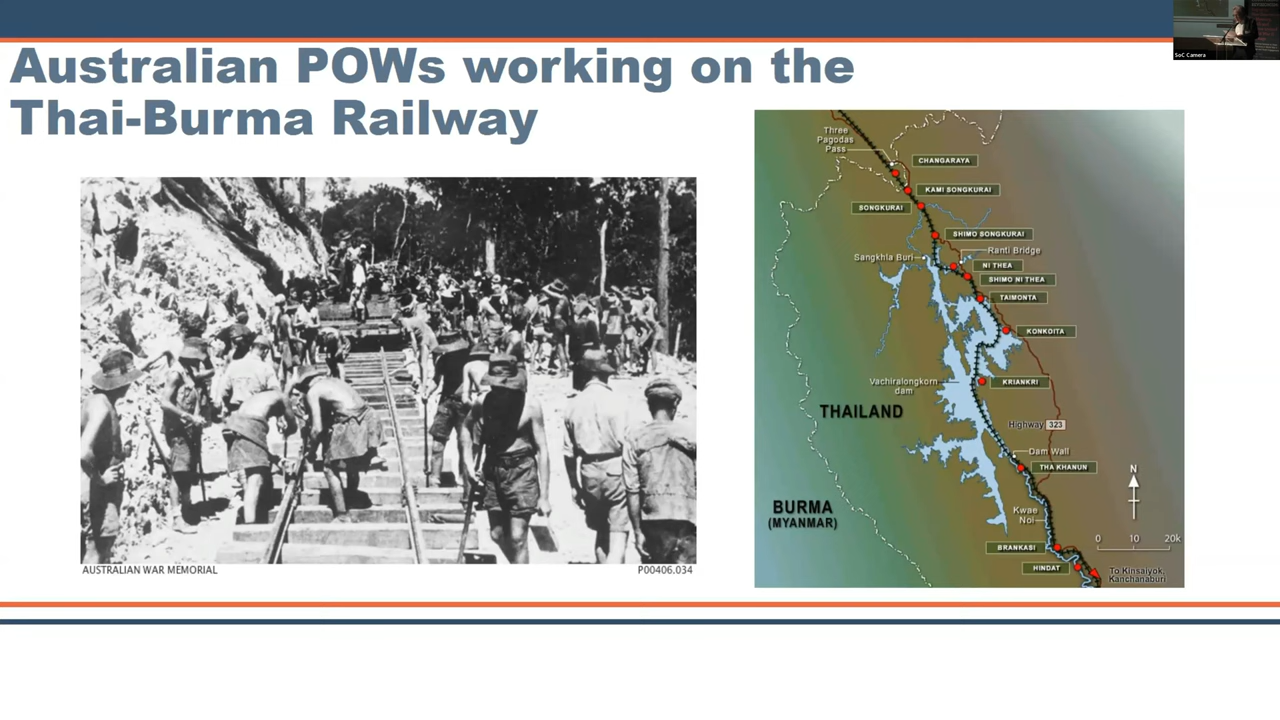 Australian POWs working on the
Thai-Burma Railway
SoC Camera
AUSTRALIAN WAR MEMORIAL
P00406.034
Three
Pagodas
Pass
CHANGARAYA
KAMI SONGKURAI
SONGKURAI
SHIMO SONGKURAI
Ranti Bridge
Sangkhla Buri
NI THEA
SHIMO NI THEA
TAIMONTA
KONKOITA
Vachiralongkorn
dam
KRIANKRI
THAILAND
Highway 323
Dam Wall
THA KHANUN
N
BURMA
(MYANMAR)
Kwae
Noi
0 10 20k
BRANKASI
HINDAT
To Kinsaiyok,
Kanchanaburi